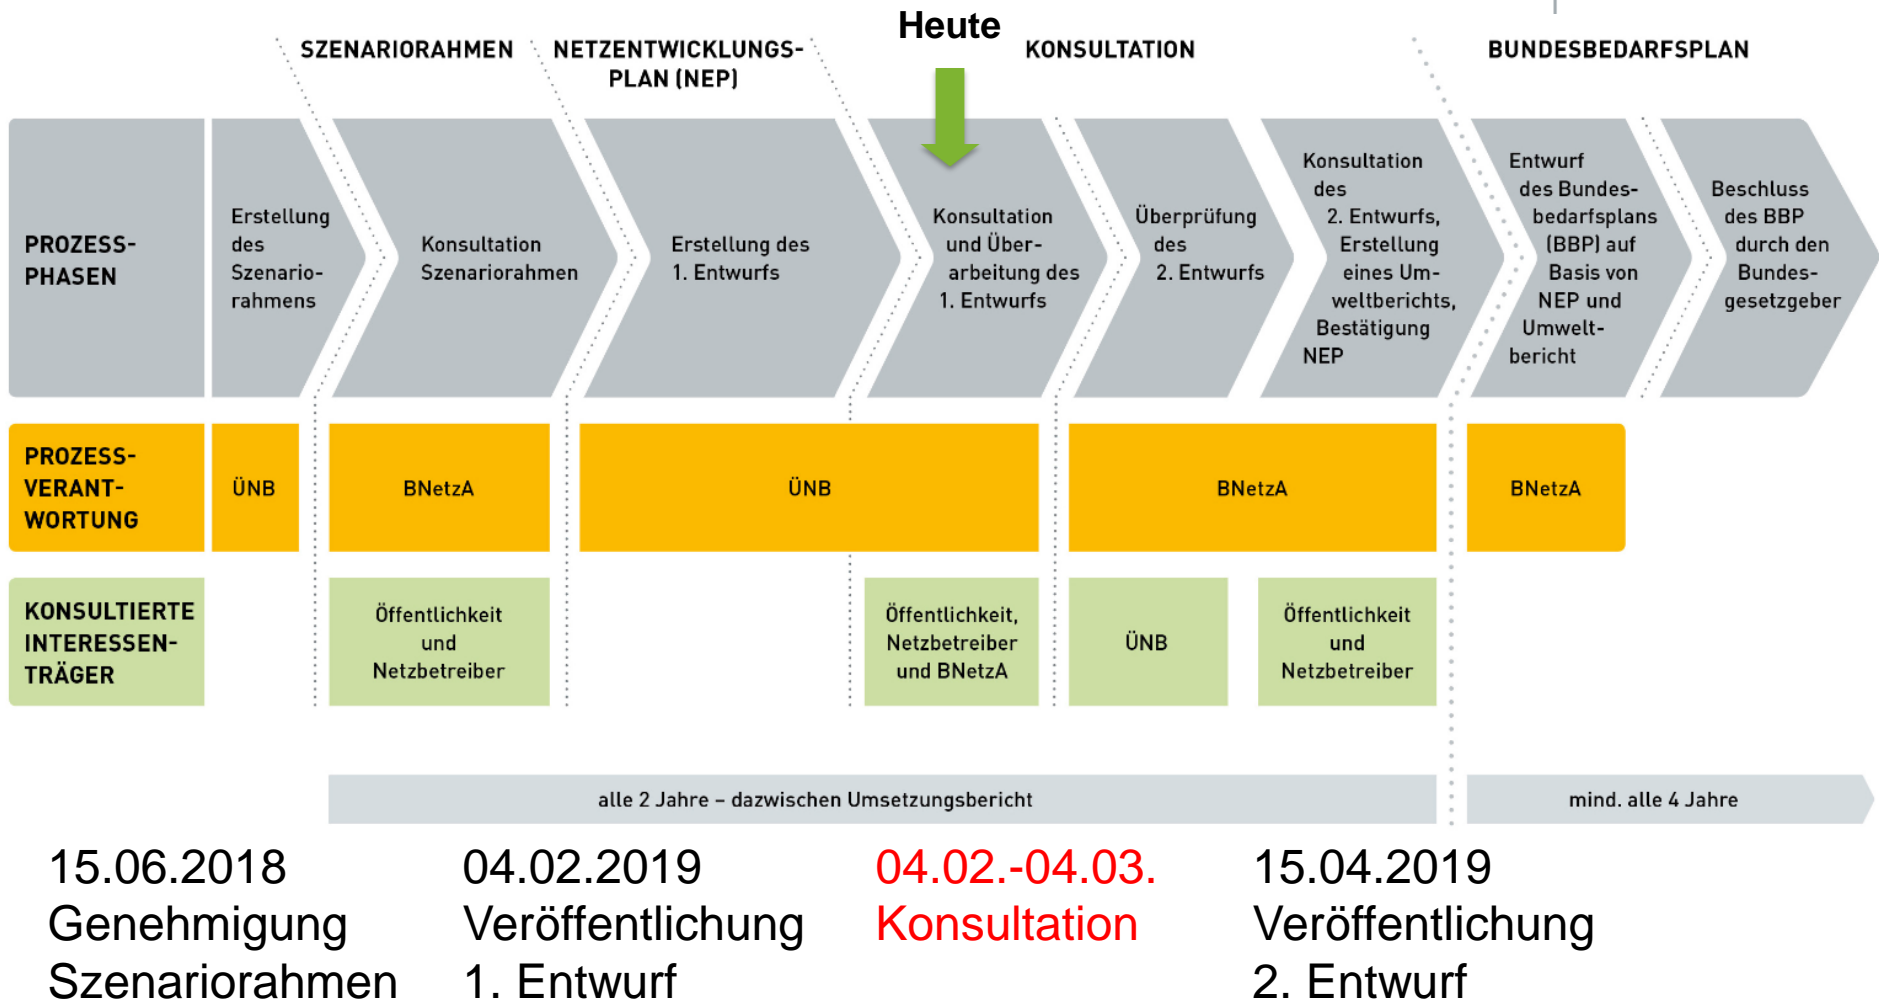 Heute
SZENARIORAHMEN
NETZENTWICKLUNGS-
PLAN (NEP)
KONSULTATION
BUNDESBEDARFSPLAN
PROZESS-
PHASEN
Erstellung
des
Szenario-
rahmens
Konsultation
Szenariorahmen
Erstellung des
1. Entwurfs
Konsultation
und Über-
arbeitung des
1. Entwurfs
Überprüfung
des
2. Entwurfs
Konsultation
des
2. Entwurfs,
Erstellung
eines Um-
weltberichts,
Bestätigung
NEP
Entwurf
des Bundes-
bedarfsplans
(BBP) auf
Basis von
NEP und
Umwelt-
bericht
Beschluss
des BBP
durch den
Bundes-
gesetzgeber
PROZESS-
VERANT-
WORTUNG
ÜNB
BNetzA
ÜNB
BNetzA
BNetzA
KONSULTIERTE
INTERESSEN-
TRÄGER
Öffentlichkeit
und
Netzbetreiber
Öffentlichkeit,
Netzbetreiber
und BNetzA
ÜNB
Öffentlichkeit
und
Netzbetreiber
alle 2 Jahre – dazwischen Umsetzungsbericht
mind. alle 4 Jahre
15.06.2018
Genehmigung
Szenariorahmen
04.02.2019
Veröffentlichung
1. Entwurf
04.02.-04.03.
Konsultation
15.04.2019
Veröffentlichung
2. Entwurf